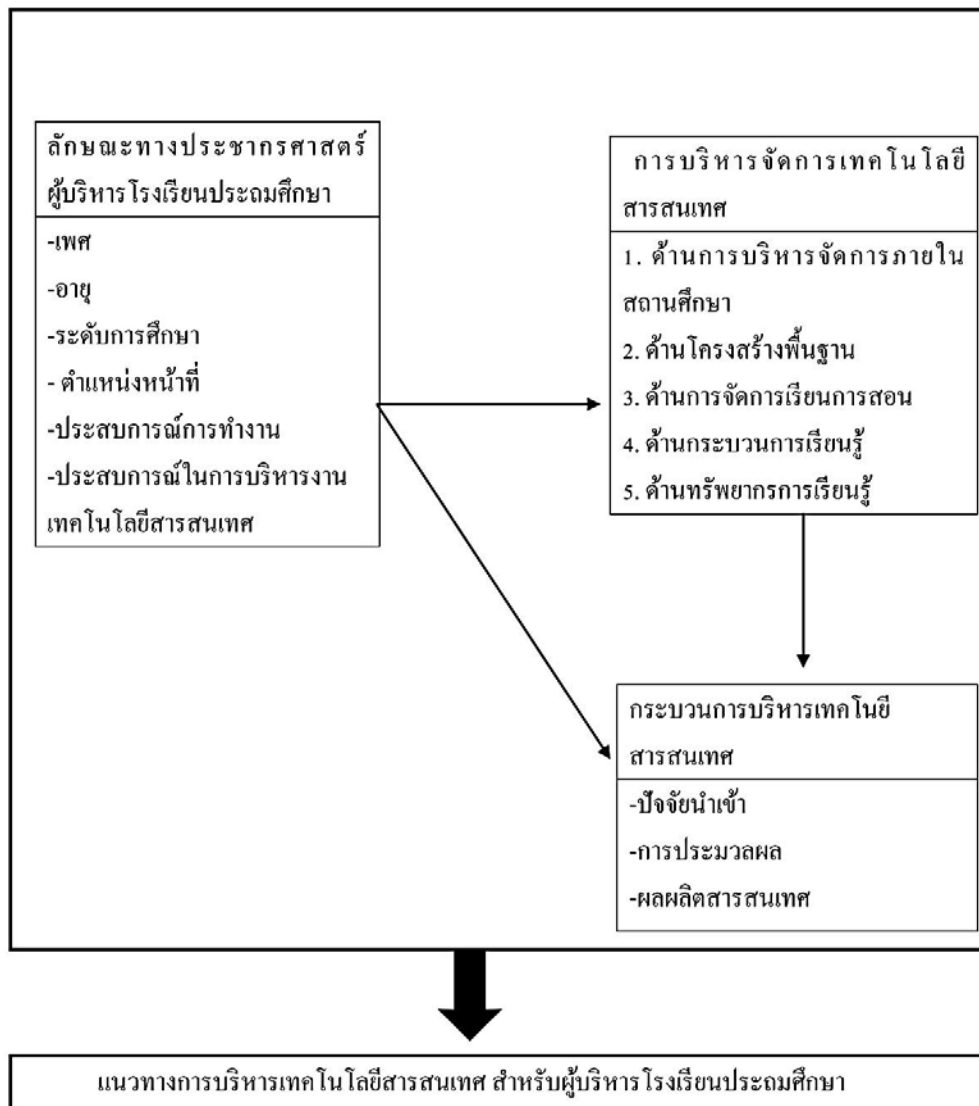 ลักษณะทางประชากรศาสตร์
ผู้บริหารโรงเรียนประถมศึกษา
-เพศ
-อายุ
-ระดับการศึกษา
- ตำแหน่งหน้าที่
-ประสบการณ์การทำงาน
-ประสบการณ์ในการบริหารงาน
เทคโนโลยีสารสนเทศ
การบริหารจัดการเทคโนโลยี
สารสนเทศ
1. ด้านการบริหารจัดการภายใน
สถานศึกษา
2. ด้านโครงสร้างพื้นฐาน
3. ด้านการจัดการเรียนการสอน
4. ด้านกระบวนการเรียนรู้
5. ด้านทรัพยากรการเรียนรู้
กระบวนการบริหารเทคโนยี
สารสนเทศ
-ปัจจัยนำเข้า
-การประมวลผล
-ผลผลิตสารสนเทศ
แนวทางการบริหารเทคโนโลยีสารสนเทศ สำหรับผู้บริหารโรงเรียนประถมศึกษา